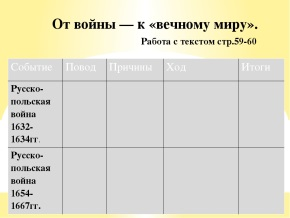 От войны — к «вечному миру».
Работа с текстом стр.59-60
Событие Повод Причины Ход Итоги
Русско-
польская
война
1632-
1634гг.
Русско-
польская
война
1654-
1667гг.